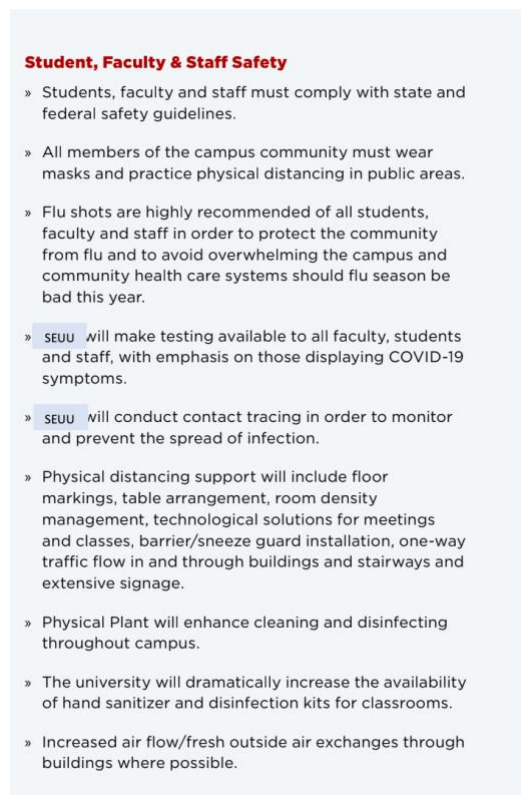 Student, Faculty & Staff Safety
» Students, faculty and staff must comply with state and
federal safety guidelines.
» All members of the campus community must wear
masks and practice physical distancing in public areas.
» Flu shots are highly recommended of all students,
faculty and staff in order to protect the community
from flu and to avoid overwhelming the campus and
community health care systems should flu season be
bad this year.
» SEUU will make testing available to all faculty, students
and staff, with emphasis on those displaying COVID-19
symptoms.
» SEUU will conduct contact tracing in order to monitor
and prevent the spread of infection.
» Physical distancing support will include floor
markings, table arrangement, room density
management, technological solutions for meetings
and classes, barrier/sneeze guard installation, one-way
traffic flow in and through buildings and stairways and
extensive signage.
» Physical Plant will enhance cleaning and disinfecting
throughout campus.
» The university will dramatically increase the availability
of hand sanitizer and disinfection kits for classrooms.
» Increased air flow/fresh outside air exchanges through
buildings where possible.